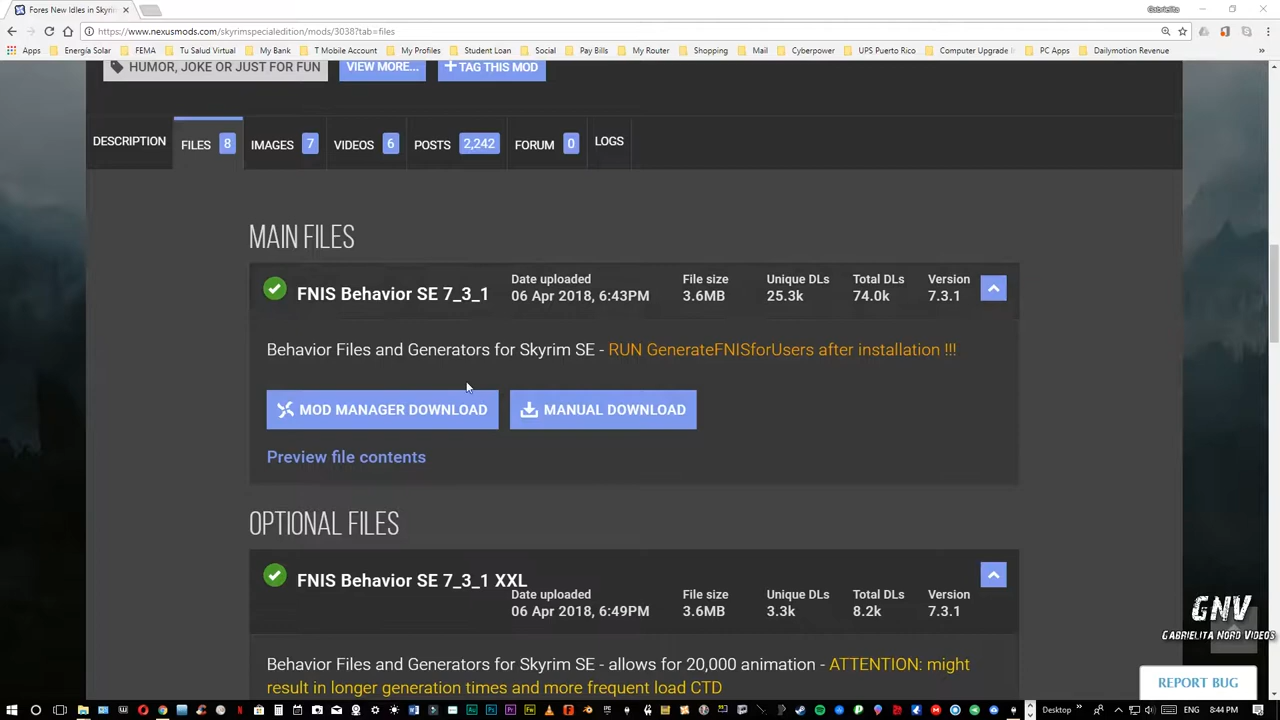 Fores New Idles in Skyrim
Gabrielita
https://www.nexusmods.com/skyrimspecialedition/mods/3038?tab=files
Apps Energía Solar FEMA Tu Salud Virtual My Bank T Mobile Account My Profiles Student Loan Social Pay Bills My Router Shopping Mail Cyberpower UPS Puerto Rico Computer Upgrade PC Apps Dailymotion Revenue »
HUMOR, JOKE OR JUST FOR FUN VIEW MORE... +TAG THIS MOD
DESCRIPTION FILES 8 IMAGES 7 VIDEOS 6 POSTS 2,242 FORUM 0 LOGS
MAIN FILES
FNIS Behavior SE 7_3_1
Date uploaded File size Unique DLs Total DLs Version
06 Apr 2018, 6:43PM 3.6MB 25.3k 74.0k 7.3.1
Behavior Files and Generators for Skyrim SE - RUN GenerateFNISforUsers after installation !!!
MOD MANAGER DOWNLOAD MANUAL DOWNLOAD
Preview file contents
OPTIONAL FILES
FNIS Behavior SE 7_3_1 XXL
Date uploaded File size Unique DLs Total DLs Version
06 Apr 2018, 6:49PM 3.6MB 3.3k 8.2k 7.3.1
Behavior Files and Generators for Skyrim SE - allows for 20,000 animation - ATTENTION: might
result in longer generation times and more frequent load CTD
GNV
GABRIELITA NORD VIDEOS
REPORT BUG
Desktop » 8:44 PM